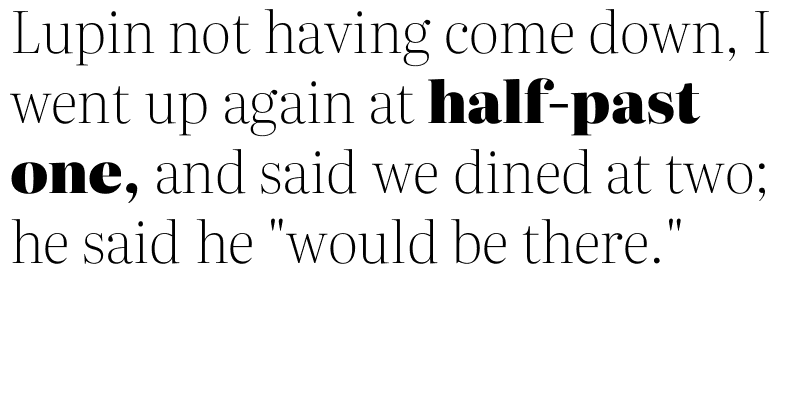 Lupin not having come down, I
went up again at half-past
one, and said we dined at two;
he said he "would be there."